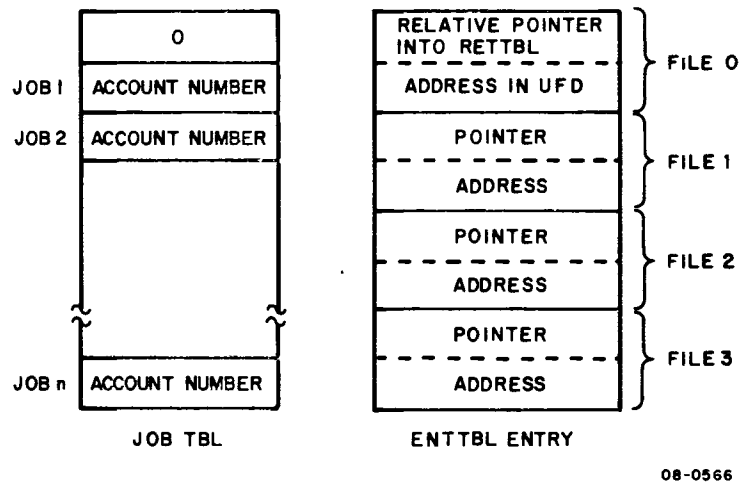 0
JOB 1 ACCOUNT NUMBER
JOB 2 ACCOUNT NUMBER
JOB n ACCOUNT NUMBER
JOB TBL
RELATIVE POINTER
INTO RETTBL
ADDRESS IN UFD
FILE 0
POINTER
ADDRESS
FILE 1
POINTER
ADDRESS
FILE 2
POINTER
ADDRESS
FILE 3
ENTTBL ENTRY
08-0566